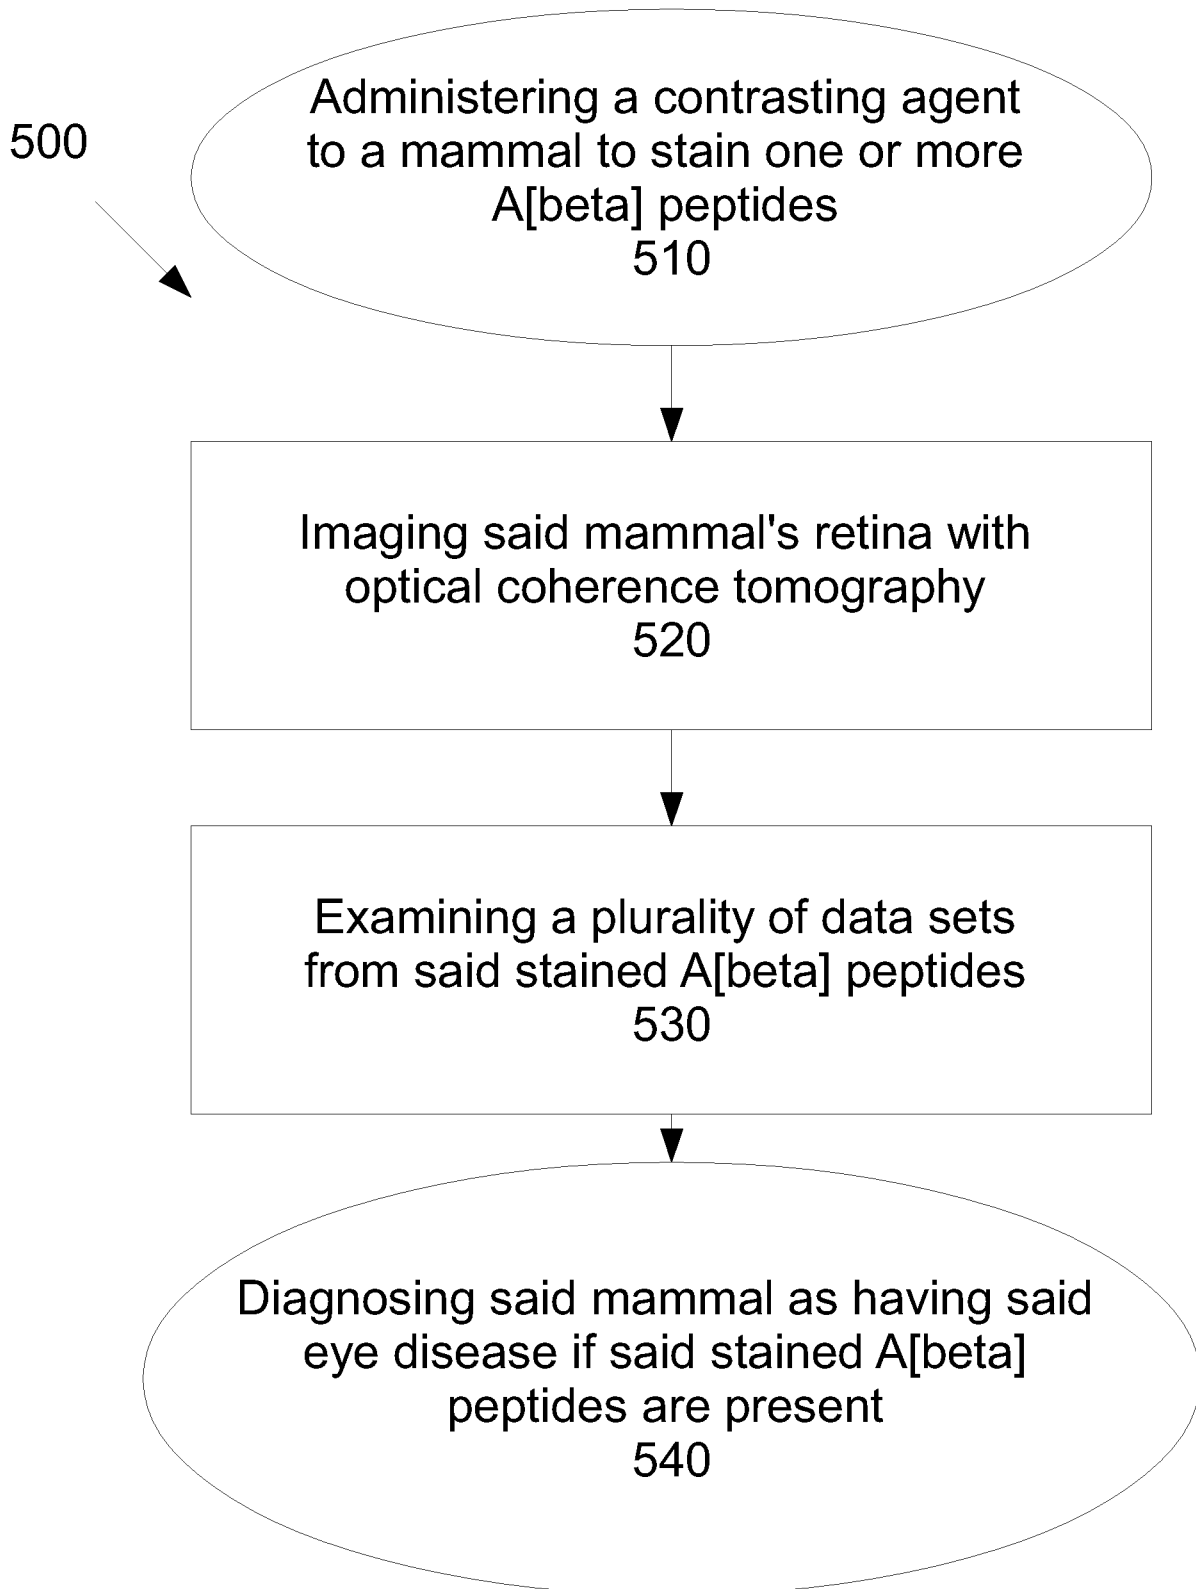 500
Administering a contrasting agent
to a mammal to stain one or more
A[beta] peptides
510
Imaging said mammal's retina with
optical coherence tomography
520
Examining a plurality of data sets
from said stained A[beta] peptides
530
Diagnosing said mammal as having said
eye disease if said stained A[beta]
peptides are present
540